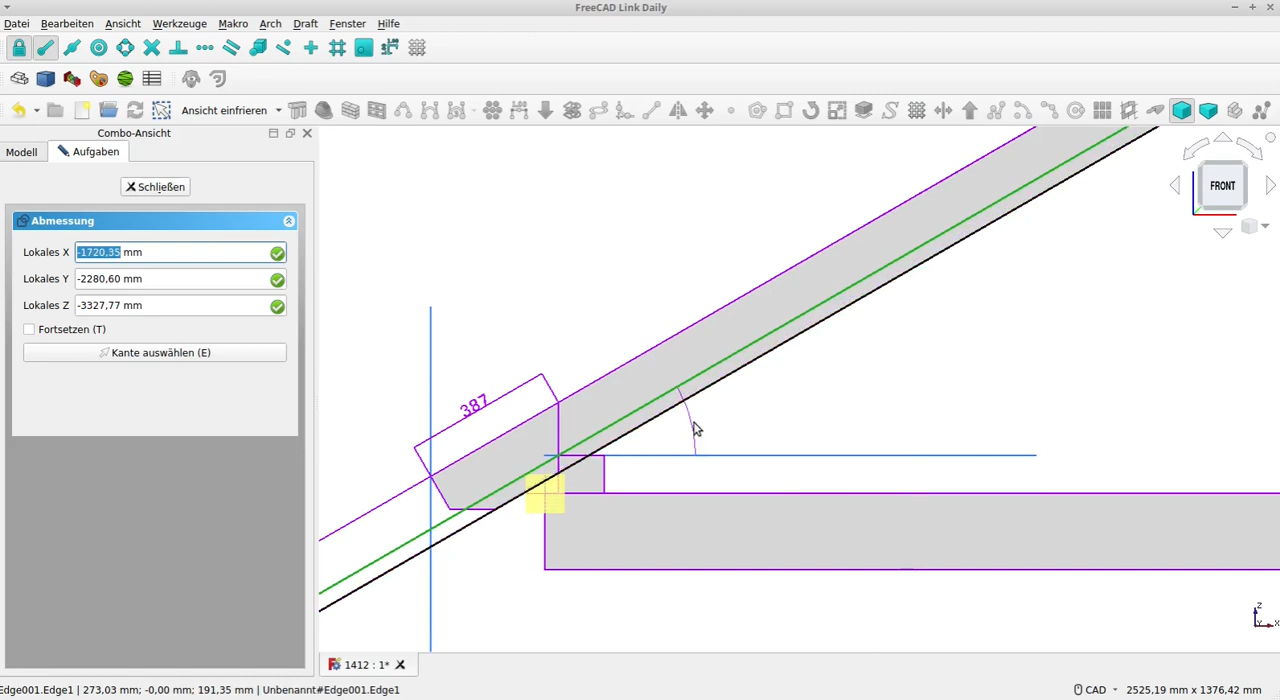 FreeCAD Link Daily
Datei Bearbeiten Ansicht Werkzeuge Makro Arch Draft Fenster Hilfe
Ansicht einfrieren
Combo-Ansicht
Modell Aufgaben
Schließen
Abmessung
Lokales X -1720,35 mm
Lokales Y -2280,60 mm
Lokales Z -3327,77 mm
Fortsetzen (T)
Kante auswählen (E)
FRONT
387
z
Y x
1412 : 1*
Edge001.Edge1 | 273,03 mm; -0,00 mm; 191,35 mm | Unbenannt#Edge001.Edge1
CAD 2525,19 mm x 1376,42 mm